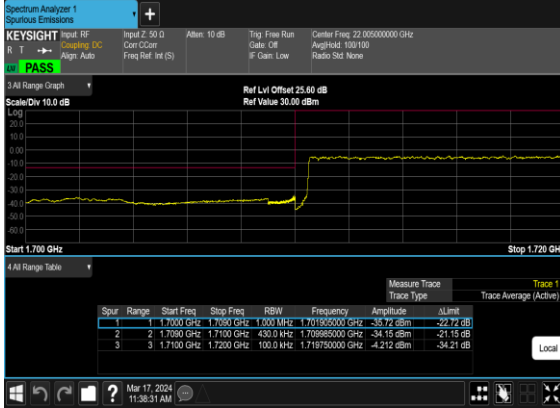 Spectrum Analyzer 1
Spurious Emissions
+
KEYSIGHT Input: RF Input Z: 50 Ω Atten: 10 dB Trig: Free Run Center Freq: 22.005000000 GHz
R T Coupling: DC Corr CCorr Gate: Off Avg|Hold: 100/100
Align: Auto Freq Ref: Int (S) IF Gain: Low Radio Std: None
PASS
3 All Range Graph
Ref Lvl Offset 25.60 dB
Scale/Div 10.0 dB Ref Value 30.00 dBm
Log
20.0
10.0
0.00
-10.0
-20.0
-30.0
-40.0
-50.0
-60.0
Start 1.700 GHz Stop 1.720 GH
4 All Range Table
Measure Trace Trace 1
Trace Type Trace Average (Active)
Spur Range Start Freq Stop Freq RBW Frequency Amplitude ΔLimit
1 1 1.7000 GHz 1.7090 GHz 1.000 MHz 1.701905000 GHz -35.72 dBm -22.72 dB
2 2 1.7090 GHz 1.7100 GHz 430.0 kHz 1.709985000 GHz -34.15 dBm -21.15 dB
3 3 1.7100 GHz 1.7200 GHz 100.0 kHz 1.719750000 GHz -4.212 dBm -34.21 dB
Local
? Mar 17, 2024
11:38:31 AM